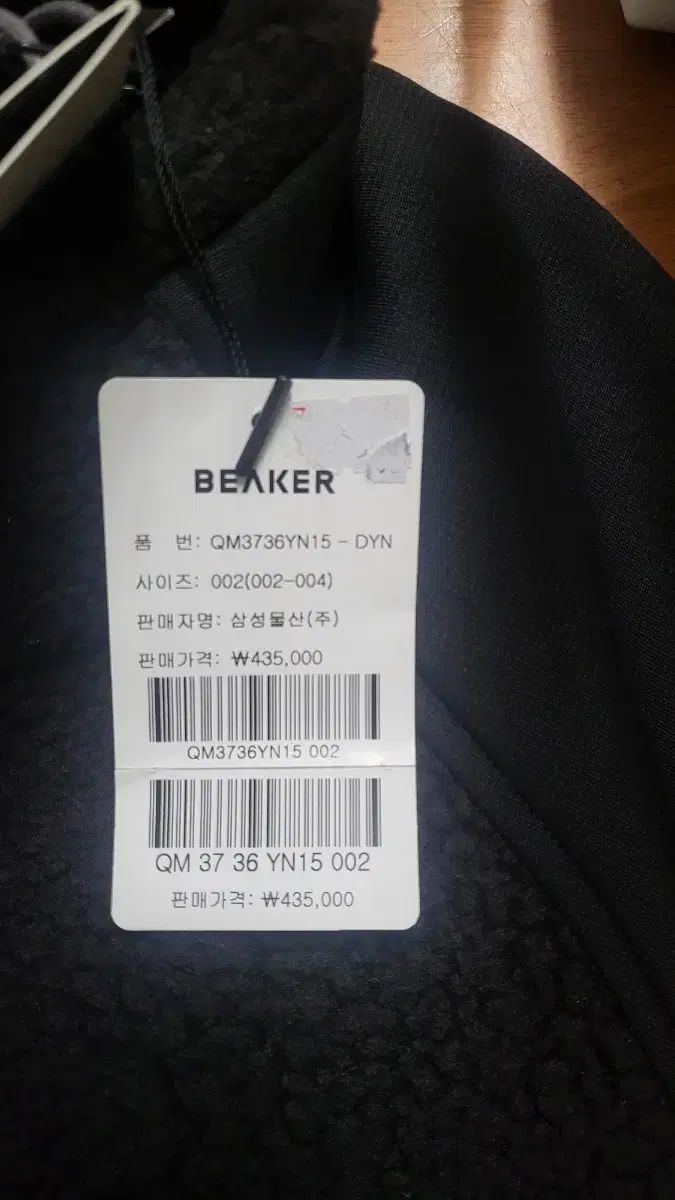 BEAKER
품 번: QM3736YN15 - DYN
사이즈: 002(002-004)
판매자명: 삼성물산(주)
판매가격: ₩435,000
QM3736YN15 002
QM 37 36 YN15 002
판매가격: ₩435,000